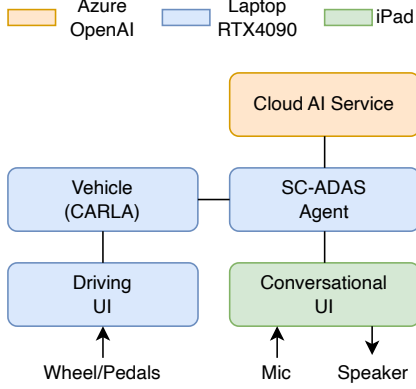 Azure
OpenAI
Laptop
RTX4090
iPad
Cloud AI Service
Vehicle
(CARLA)
SC-ADAS
Agent
Driving
UI
Conversational
UI
Wheel/Pedals
Mic
Speaker